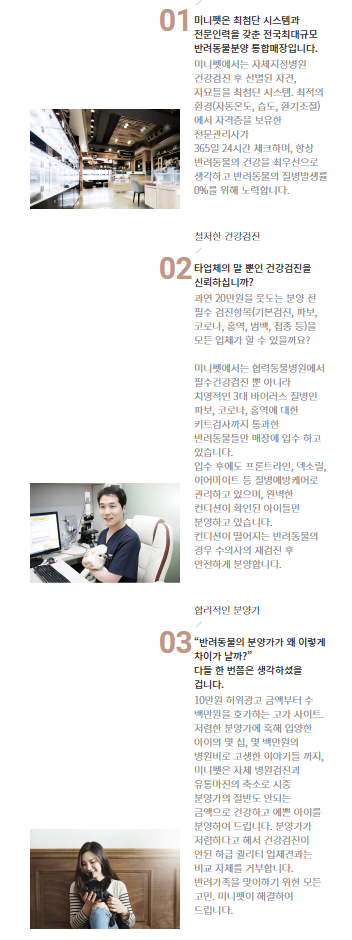 01
미니펫은 최첨단 시스템과
전문인력을 갖춘 전국최대규모
반려동물분양 통합매장입니다.
미니펫에서는 자체지정병원
건강검진 후 선별된 자견,
자묘들을 최첨단 시스템. 최적의
환경(자동온도, 습도, 환기조절)
에서 자격증을 보유한
전문관리사가
365일 24시간 체크하며, 항상
반려동물의 건강을 최우선으로
생각하고 반려동물의 질병발생률
0%를 위해 노력합니다.
철저한 건강검진
02
타업체의 말 뿐인 건강검진을
신뢰하십니까?
과연 20만원을 웃도는 분양 전
필수 검진항목(기본검진, 파보,
코로나, 홍역, 범백, 접종 등)을
모든 업체가 할 수 있을까요?
미니펫에서는 협력동물병원에서
필수건강검진 뿐 아니라
치명적인 3대 바이러스 질병인
파보, 코로나, 홍역에 대한
키트검사까지 통과한
반려동물들만 매장에 입수 하고
있습니다.
입수 후에도 프론트라인, 덱소릴,
이어마이트 등 질병예방케어로
관리하고 있으며, 완벽한
컨디션이 확인된 아이들만
분양하고 있습니다.
컨디션이 떨어지는 반려동물의
경우 수의사의 재검진 후
안전하게 분양합니다.
합리적인 분양가
03
“반려동물의 분양가가 왜 이렇게
차이가 날까?”
다들 한 번쯤은 생각하셨을
겁니다.
10만원 허위광고 금액부터 수
백만원을 호가하는 고가 사이트.
저렴한 분양가에 혹해 입양한
아이의 몇 십, 몇 백만원의
병원비로 고생한 이야기들 까지,
미니펫은 자체 병원검진과
유통마진의 축소로 시중
분양가의 절반도 안되는
금액으로 건강하고 예쁜 아이를
분양하여 드립니다. 분양가가
저렴하다고 해서 건강검진이
안된 하급 퀄리티 업체견과는
비교 자체를 거부합니다.
반려가족을 맞이하기 위한 모든
고민. 미니펫이 해결하여
드립니다.